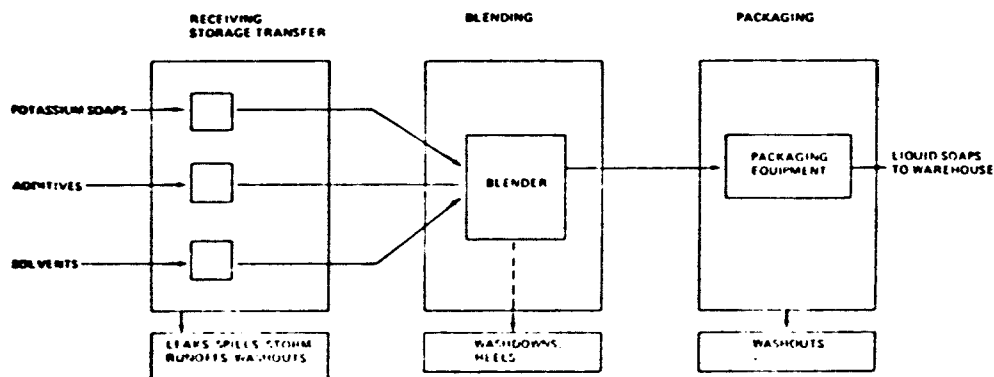 RECEIVING
STORAGE TRANSFER
BLENDING
PACKAGING
POTASSIUM SOAPS
ADDITIVES
SOLVENTS
BLENDER
PACKAGING
EQUIPMENT
LIQUID SOAPS
TO WAREHOUSE
LEAKS, SPILLS, STORM
RUNOFFS, WASHOUTS
WASHDOWNS,
HEELS
WASHOUTS